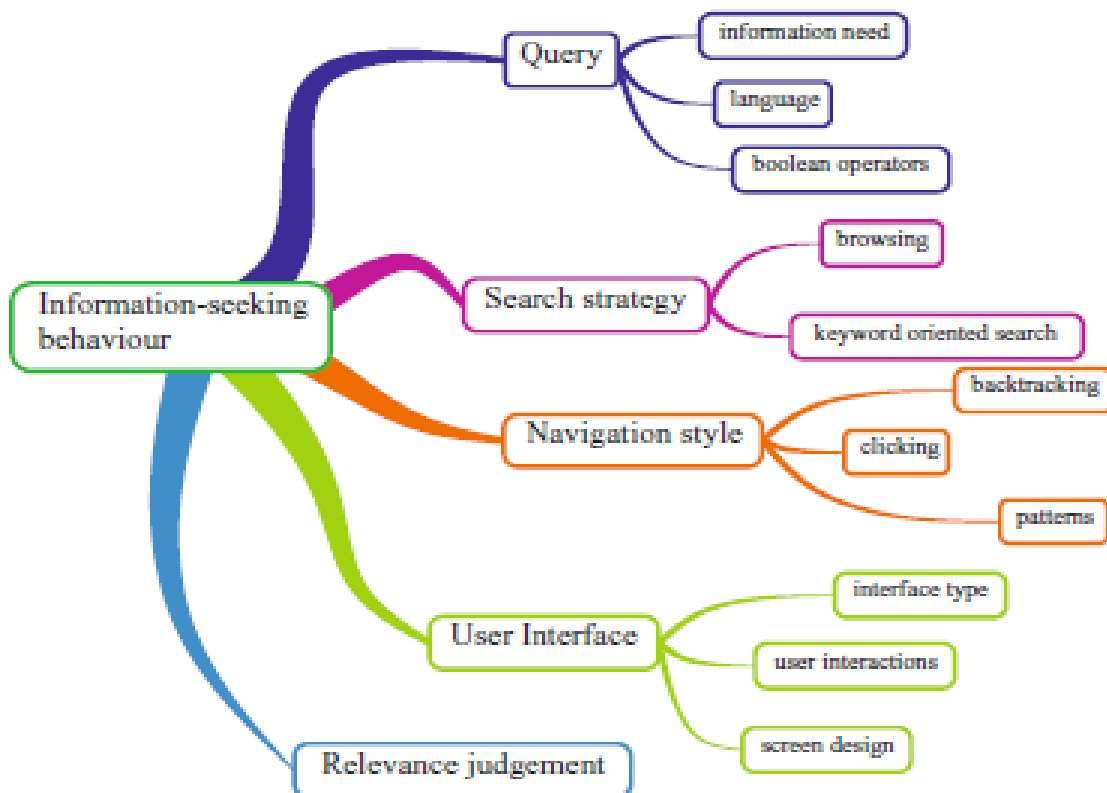 Information-seeking
behaviour
Query
information need
language
boolean operators
Search strategy
browsing
keyword oriented search
Navigation style
backtracking
clicking
patterns
User Interface
interface type
user interactions
screen design
Relevance judgement